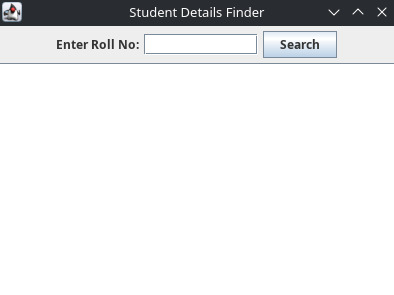 Student Details Finder
Enter Roll No: Search